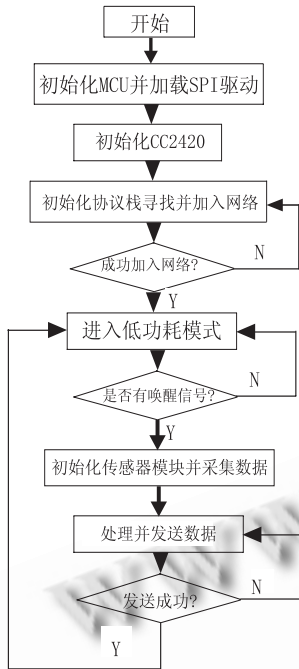 开始
初始化MCU并加载SPI驱动
初始化CC2420
初始化协议栈寻找并加入网络
成功加入网络?
N
Y
进入低功耗模式
是否有唤醒信号?
N
Y
初始化传感器模块并采集数据
处理并发送数据
发送成功?
N
Y